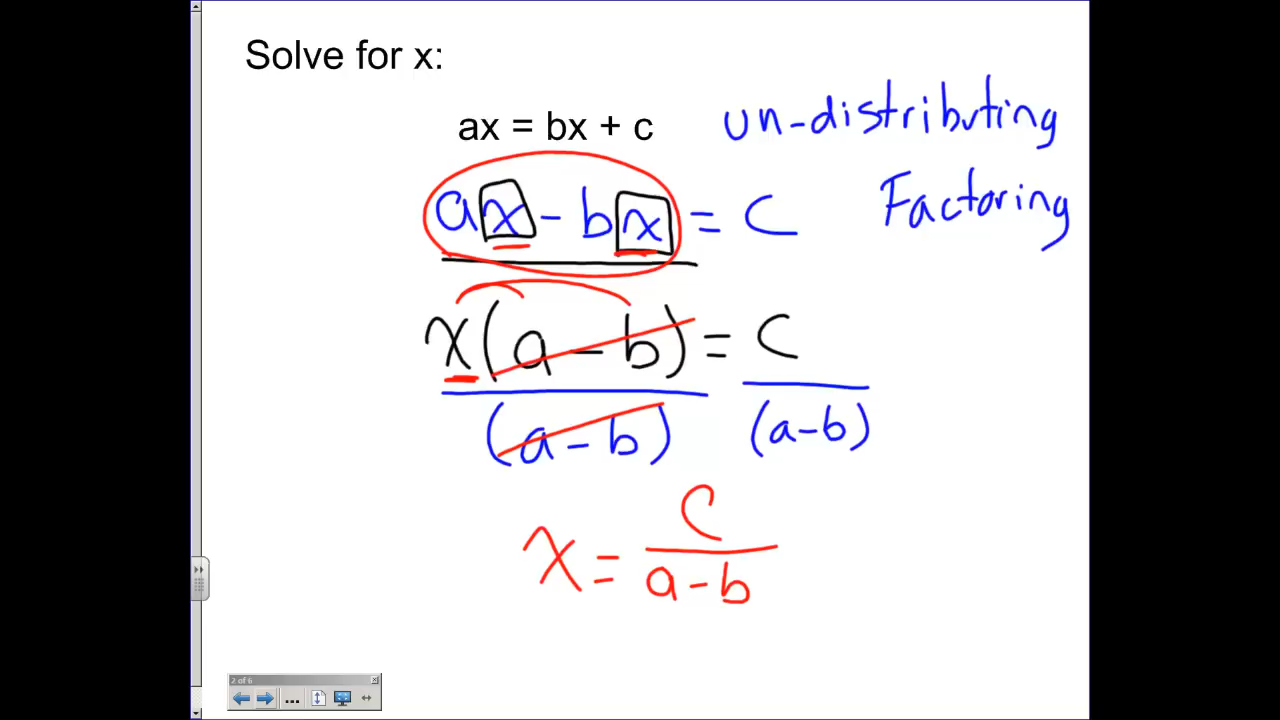 Solve for x:
ax = bx + c
un-distributing
ax - bx = c
Factoring
x(a - b) = c
(a - b) (a-b)
x = c
a-b
2 of 6